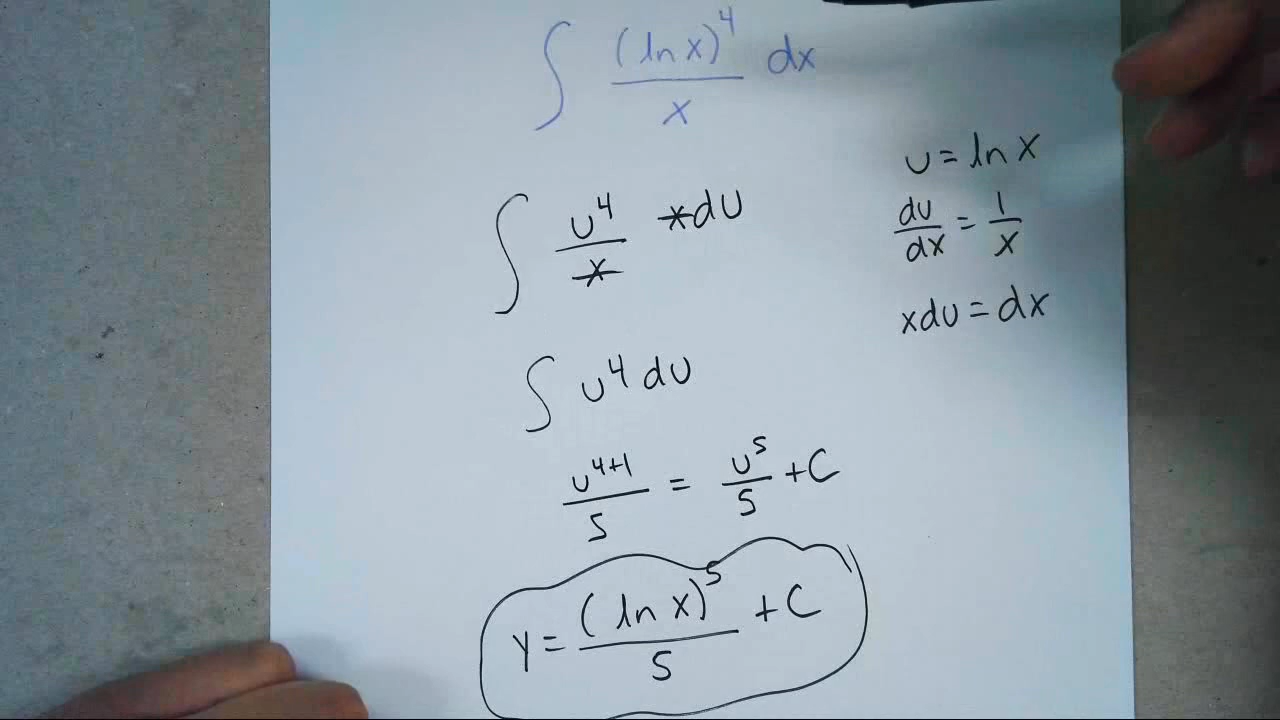 ∫ (ln x)^4 / x dx
u = ln x
∫ u^4 / x x du
du/dx = 1/x
x du = dx
∫ u^4 du
u^(4+1) / 5 = u^5 / 5 + C
y = (ln x)^5 / 5 + C